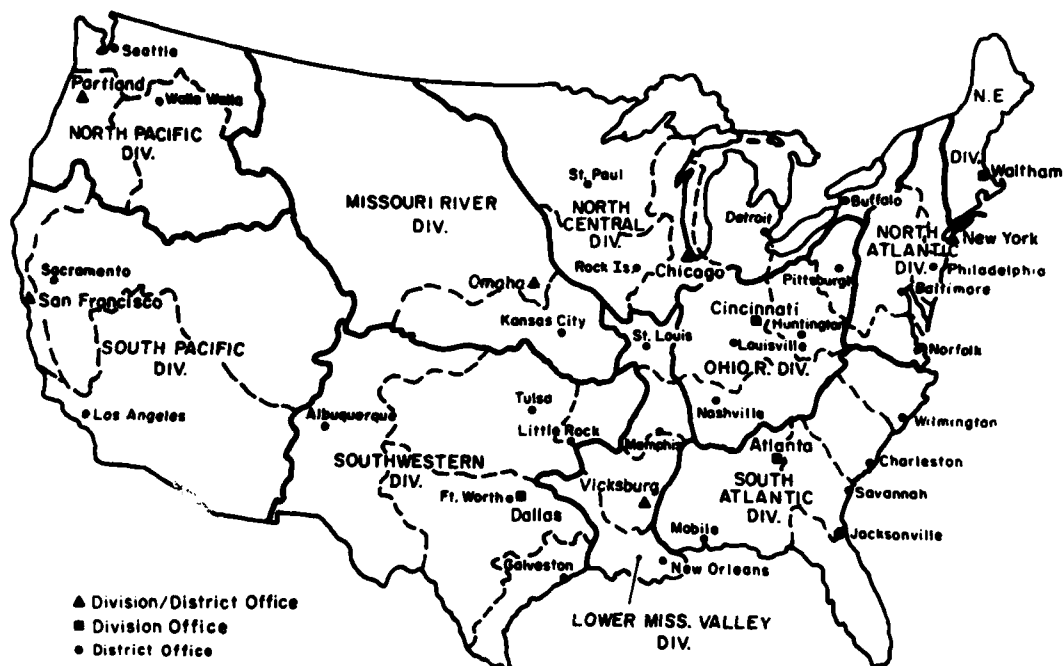 Seattle
Portland
Walla Walla
NORTH PACIFIC
DIV.
MISSOURI RIVER
DIV.
St. Paul
NORTH
CENTRAL
DIV.
Rock Is.
Chicago
Detroit
Buffalo
N.E
DIV.
Waltham
NORTH
ATLANTIC
DIV.
New York
Philadelphia
Baltimore
Pittsburgh
Sacramento
San Francisco
SOUTH PACIFIC
DIV.
Los Angeles
Omaha
Kansas City
St. Louis
Cincinnati
Huntington
Louisville
OHIO R. DIV.
Norfolk
Nashville
Albuquerque
Tulsa
Little Rock
Memphis
SOUTHWESTERN
DIV.
Ft. Worth
Dallas
Galveston
Vicksburg
Atlanta
SOUTH
ATLANTIC
DIV.
Wilmington
Charleston
Savannah
Jacksonville
Mobile
New Orleans
LOWER MISS. VALLEY
DIV.
Division/District Office
Division Office
District Office